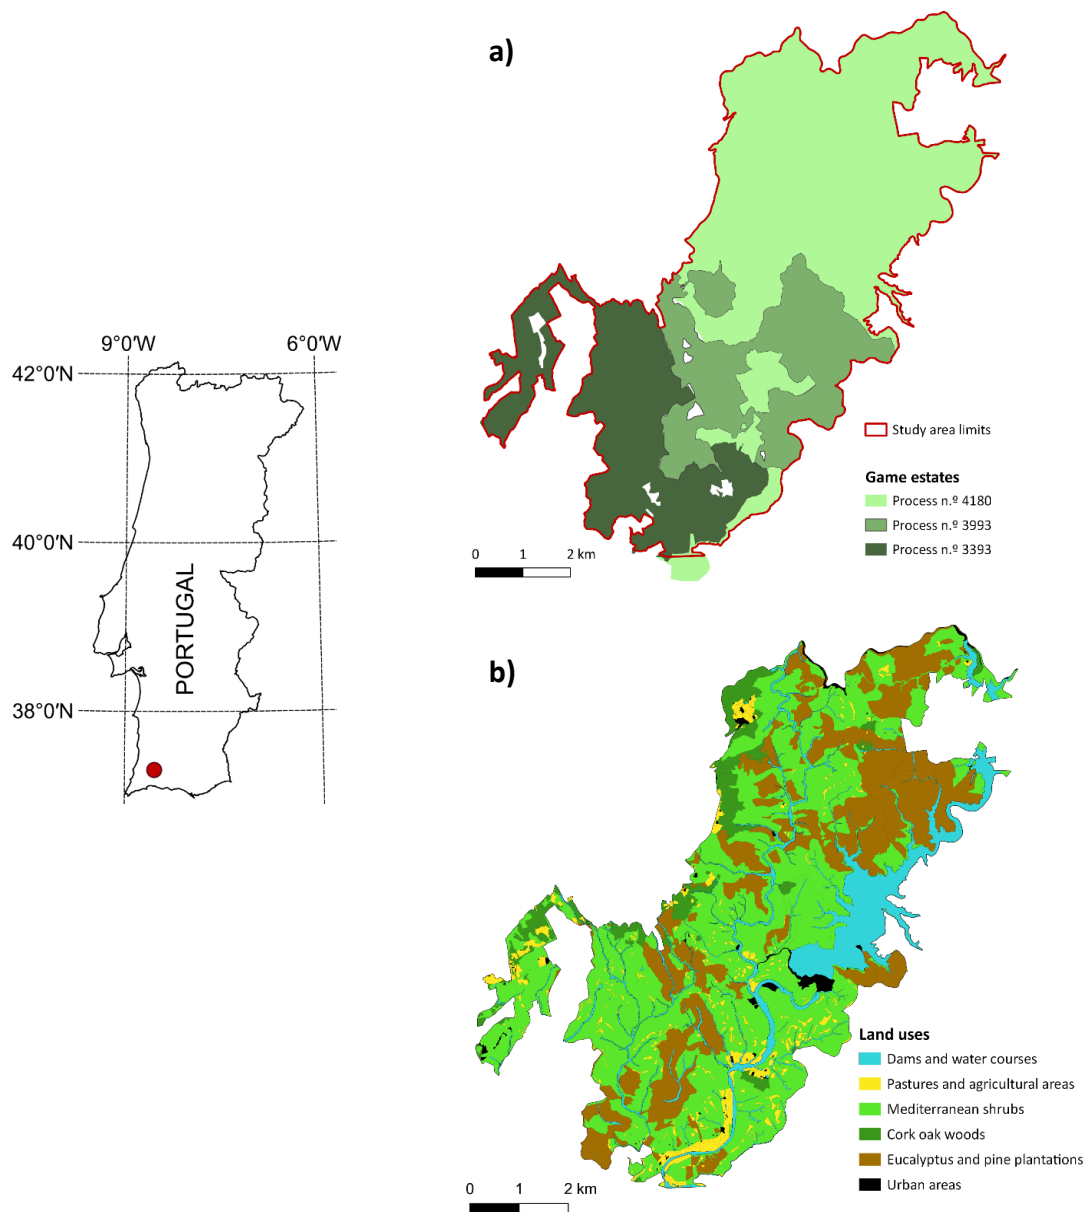 a)
9°0'W 6°0'W
42°0'N
40°0'N
38°0'N
PORTUGAL
Study area limits
Game estates
Process n.º 4180
Process n.º 3993
Process n.º 3393
0 1 2 km
b)
Land uses
Dams and water courses
Pastures and agricultural areas
Mediterranean shrubs
Cork oak woods
Eucalyptus and pine plantations
Urban areas
0 1 2 km